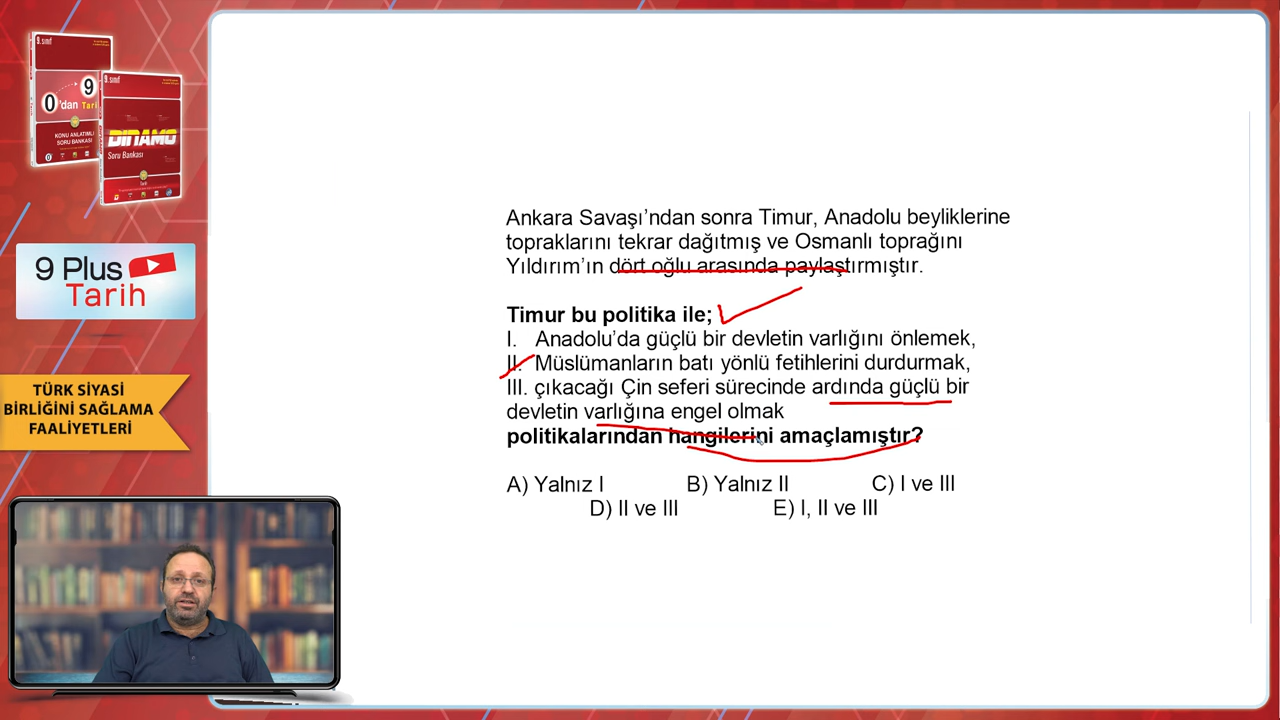 9.sınıf
0'dan 9
Tarih
KONU ANLATIMLI
SORU BANKASI
9.sınıf
DINAMO
Soru Bankası
Tarih
9 Plus
Tarih
TÜRK SİYASİ
BİRLİĞİNİ SAĞLAMA
FAALİYETLERİ
Ankara Savaşı'ndan sonra Timur, Anadolu beyliklerine
topraklarını tekrar dağıtmış ve Osmanlı toprağını
Yıldırım'ın dört oğlu arasında paylaştırmıştır.
Timur bu politika ile;
I. Anadolu'da güçlü bir devletin varlığını önlemek,
II. Müslümanların batı yönlü fetihlerini durdurmak,
III. çıkacağı Çin seferi sürecinde ardında güçlü bir
devletin varlığına engel olmak
politikalarından hangilerini amaçlamıştır?
A) Yalnız I B) Yalnız II C) I ve III
D) II ve III E) I, II ve III